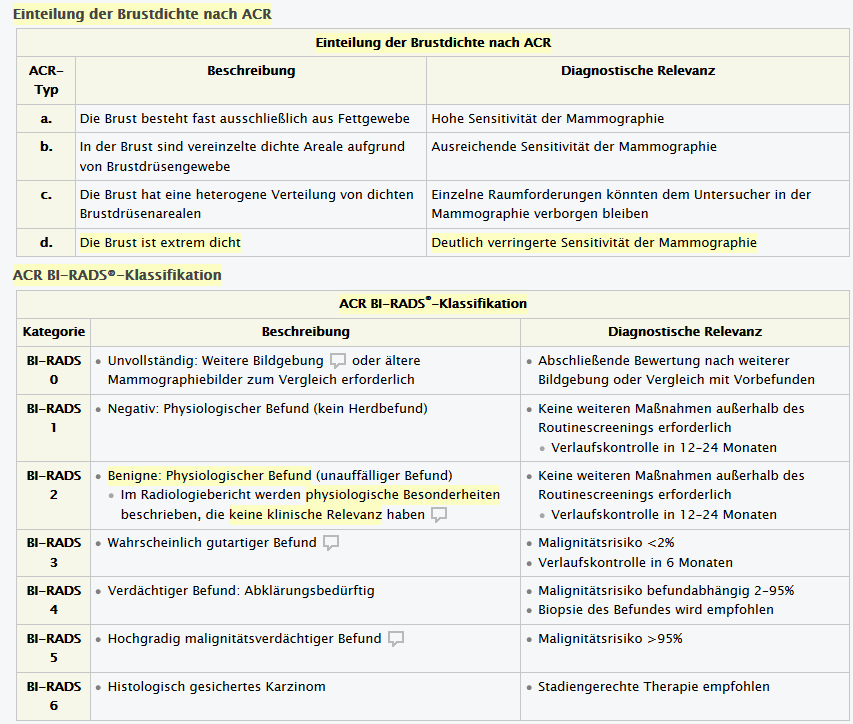 Einteilung der Brustdichte nach ACR
Einteilung der Brustdichte nach ACR
ACR-Typ Beschreibung Diagnostische Relevanz
a. Die Brust besteht fast ausschließlich aus Fettgewebe Hohe Sensitivität der Mammographie
b. In der Brust sind vereinzelte dichte Areale aufgrund
von Brustdrüsengewebe
Ausreichende Sensitivität der Mammographie
c. Die Brust hat eine heterogene Verteilung von dichten
Brustdrüsenarealen
Einzelne Raumforderungen könnten dem Untersucher in der
Mammographie verborgen bleiben
d. Die Brust ist extrem dicht Deutlich verringerte Sensitivität der Mammographie
ACR BI-RADS®-Klassifikation
ACR BI-RADS®-Klassifikation
Kategorie Beschreibung Diagnostische Relevanz
BI-RADS
0
• Unvollständig: Weitere Bildgebung oder ältere
Mammographiebilder zum Vergleich erforderlich
• Abschließende Bewertung nach weiterer
Bildgebung oder Vergleich mit Vorbefunden
BI-RADS
1
• Negativ: Physiologischer Befund (kein Herdbefund)
• Keine weiteren Maßnahmen außerhalb des
Routinescreenings erforderlich
• Verlaufskontrolle in 12–24 Monaten
BI-RADS
2
• Benigne: Physiologischer Befund (unauffälliger Befund)
• Im Radiologiebericht werden physiologische Besonderheiten
beschrieben, die keine klinische Relevanz haben
• Keine weiteren Maßnahmen außerhalb des
Routinescreenings erforderlich
• Verlaufskontrolle in 12–24 Monaten
BI-RADS
3
• Wahrscheinlich gutartiger Befund
• Malignitätsrisiko <2%
• Verlaufskontrolle in 6 Monaten
BI-RADS
4
• Verdächtiger Befund: Abklärungsbedürftig
• Malignitätsrisiko befundabhängig 2–95%
• Biopsie des Befundes wird empfohlen
BI-RADS
5
• Hochgradig malignitätsverdächtiger Befund
• Malignitätsrisiko >95%
BI-RADS
6
• Histologisch gesichertes Karzinom
• Stadiengerechte Therapie empfohlen